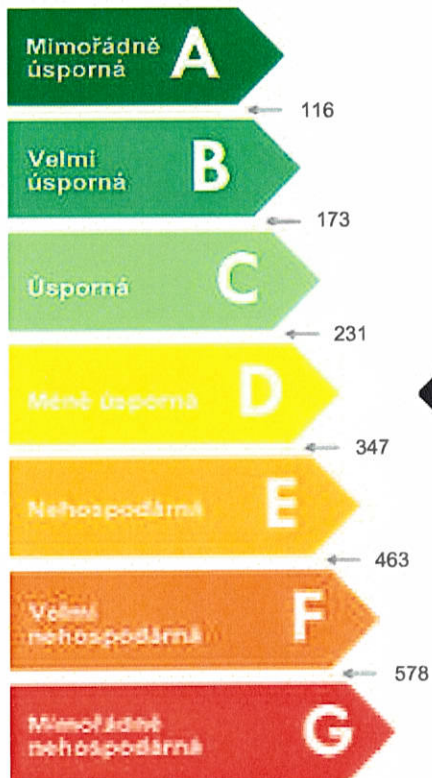 Mimořádně
úsporná
A
116
Velmi
úsporná
B
173
Úsporná
C
231
Méně úsporná
D
347
Nehospodárná
E
463
Velmi
nehospodárná
F
578
Mimořádně
nehospodárná
G